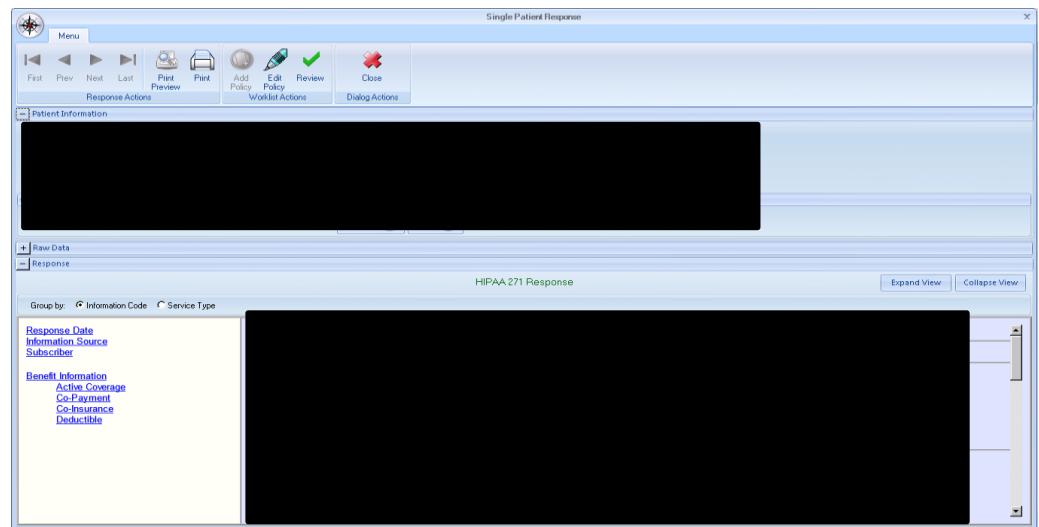 Single Patient Response
X
Menu
First Prev Next Last Print Preview Print Add Policy Edit Policy Review Close
Response Actions Worklist Actions Dialog Actions
− Patient Information
+ Raw Data
− Response
HIPAA 271 Response
Expand View Collapse View
Group by: Information Code Service Type
Response Date
Information Source
Subscriber
Benefit Information
Active Coverage
Co-Payment
Co-Insurance
Deductible